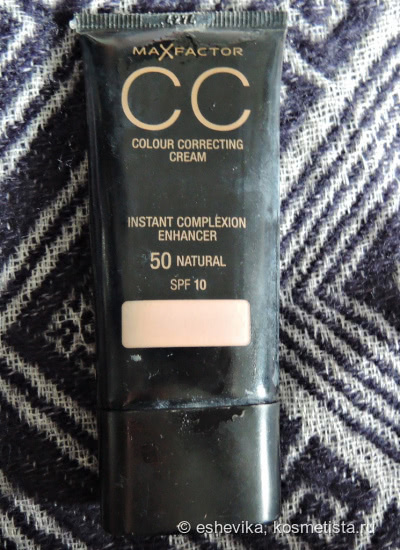 MAXFACTOR
CC
COLOUR CORRECTING
CREAM
INSTANT COMPLEXION
ENHANCER
50 NATURAL
SPF 10
© eshevika, kosmetista.ru